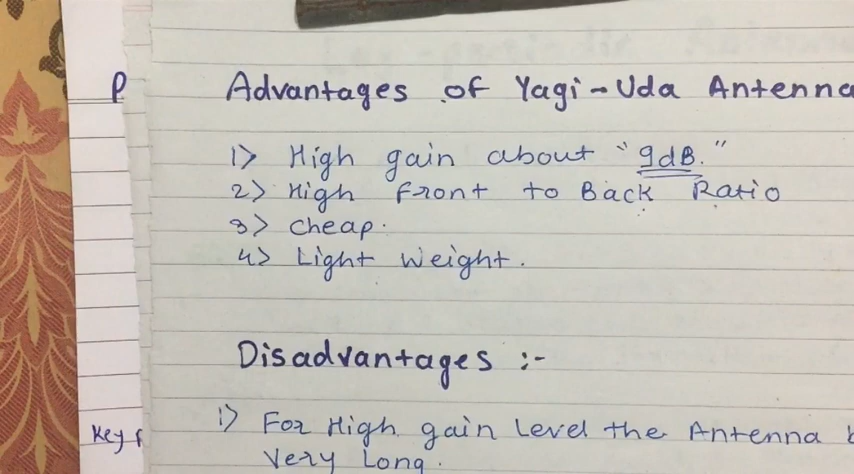 P
Advantages of Yagi-Uda Antenna
1> High gain about "9dB."
2> High Front to Back Ratio
3> cheap.
4> Light weight.
Disadvantages :-
1> For High gain Level the Antenna
Very Long.
Key